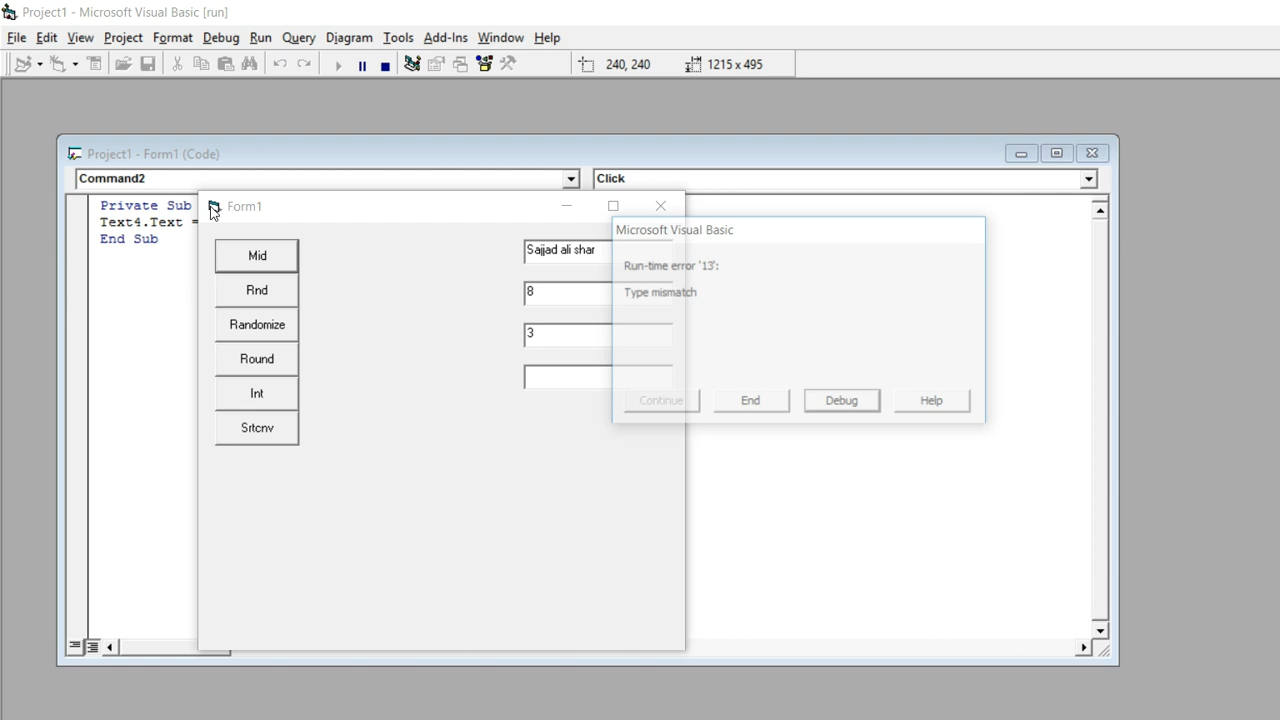 Project1 - Microsoft Visual Basic [run]
File Edit View Project Format Debug Run Query Diagram Tools Add-Ins Window Help
240, 240 1215 x 495
Project1 - Form1 (Code)
Command2 Click
Private Sub
Text4.Text =
End Sub
Form1
Mid
Rnd
Randomize
Round
Int
Srtcnv
Sajjad ali shar
8
3
Microsoft Visual Basic
Run-time error '13':
Type mismatch
Continue End Debug Help